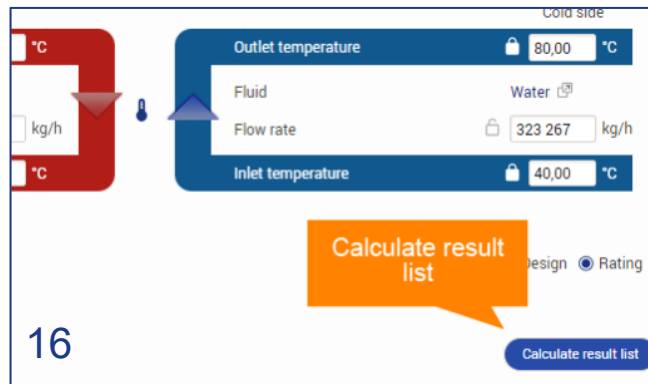 Cold side
°C Outlet temperature 80,00 °C
Fluid Water
kg/h Flow rate 323 267 kg/h
°C Inlet temperature 40,00 °C
Calculate result
list
Design Rating
16
Calculate result list